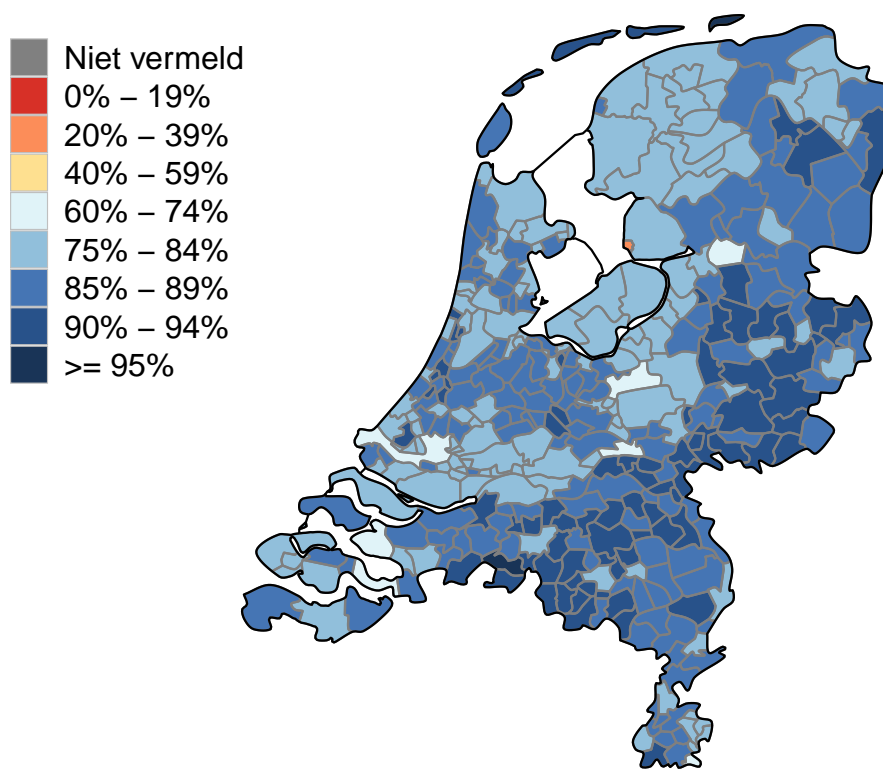 Niet vermeld
0% – 19%
20% – 39%
40% – 59%
60% – 74%
75% – 84%
85% – 89%
90% – 94%
>= 95%